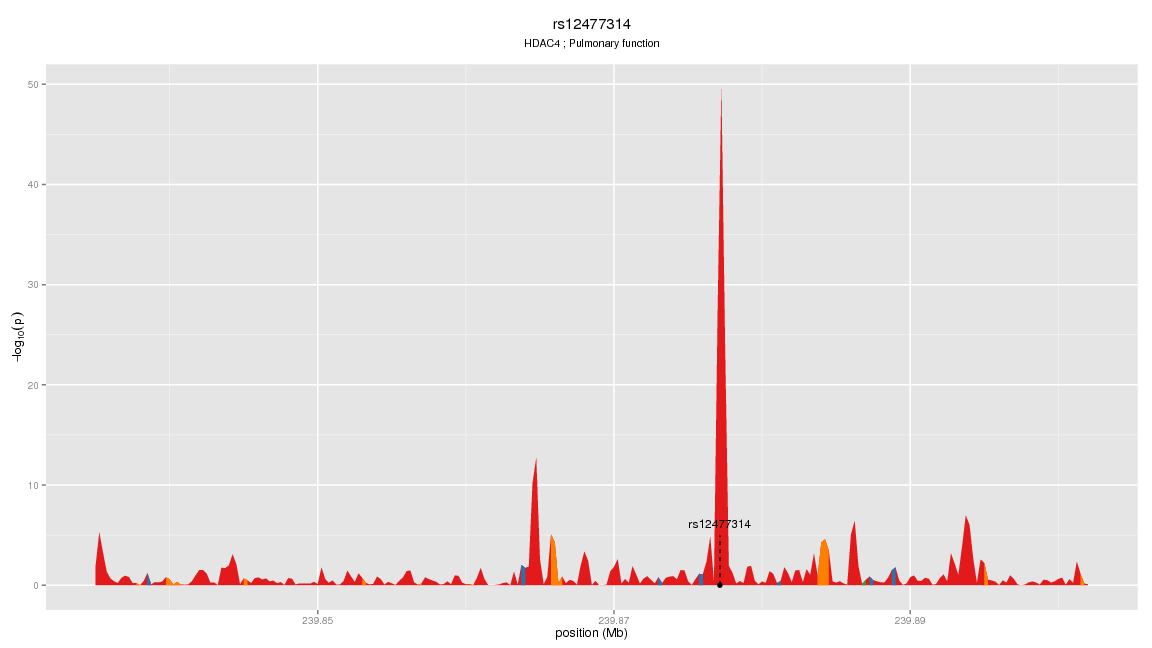 rs12477314
HDAC4 ; Pulmonary function
50
40
30
20
10
0
−log10(p)
rs12477314
239.85
239.87
239.89
position (Mb)